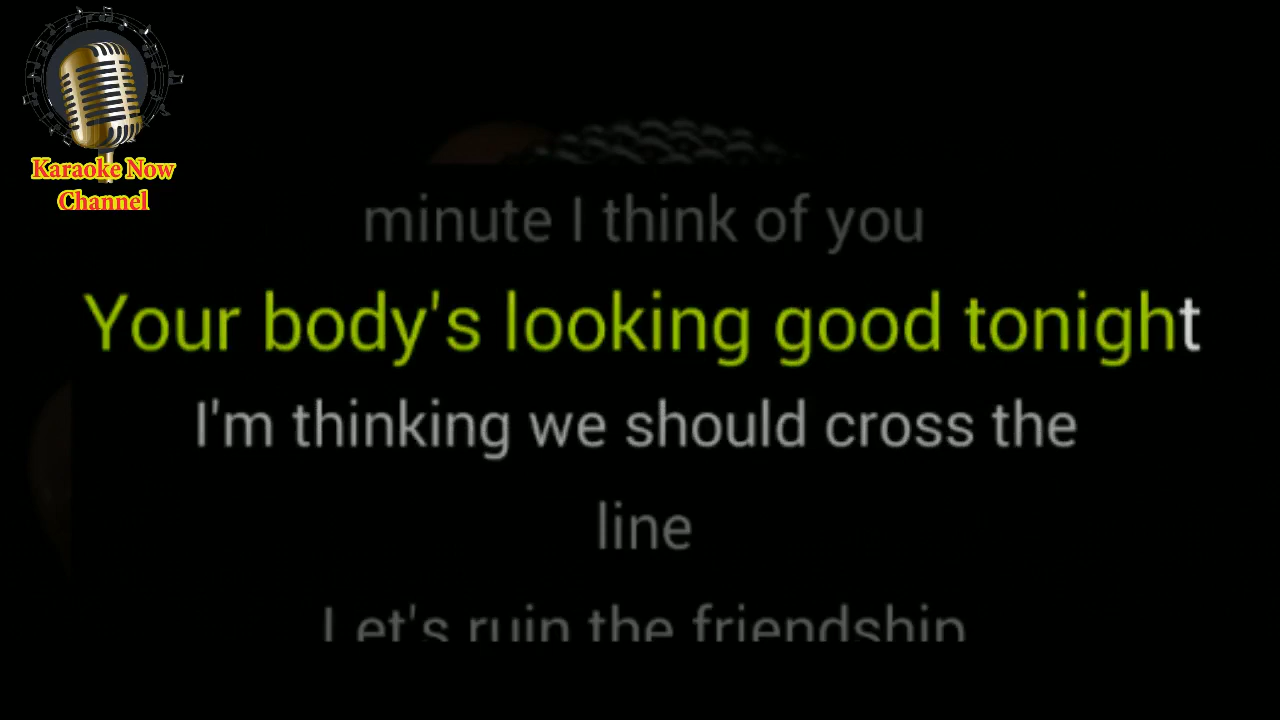 Karaoke Now
Channel
minute I think of you
Your body's looking good tonight
I'm thinking we should cross the
line
Let's ruin the friendship